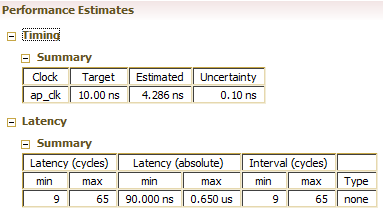 Performance Estimates
Timing
Summary
Clock Target Estimated Uncertainty
ap_clk 10.00 ns 4.286 ns 0.10 ns
Latency
Summary
Latency (cycles) Latency (absolute) Interval (cycles)
min max min max min max Type
9 65 90.000 ns 0.650 us 9 65 none